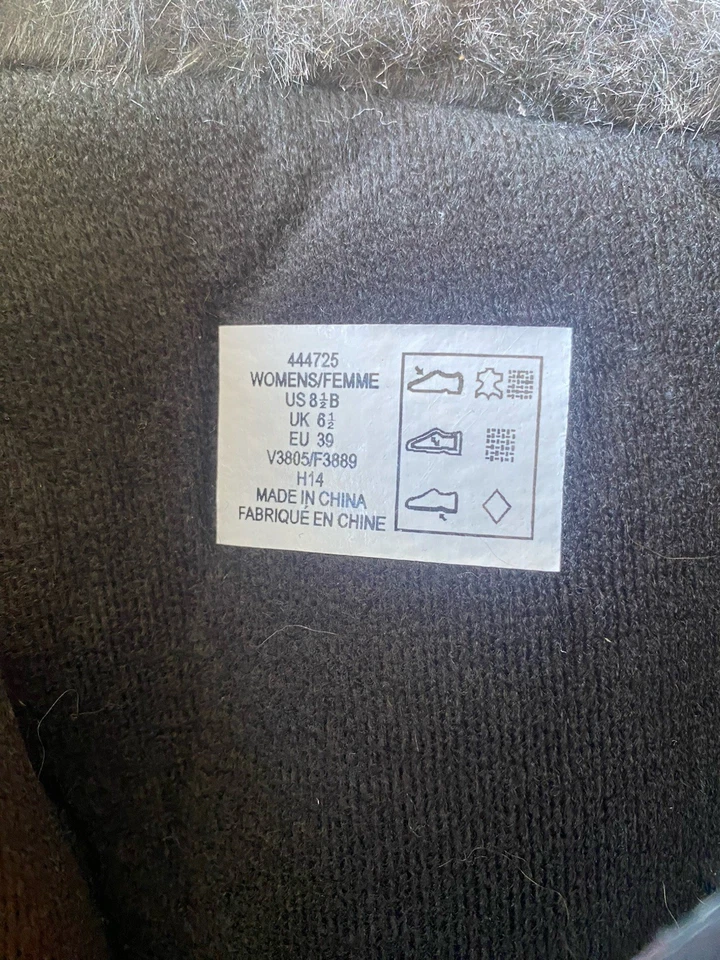 444725
WOMENS/FEMME
US 8½B
UK 6½
EU 39
V3805/F3889
H14
MADE IN CHINA
FABRIQUÉ EN CHINE